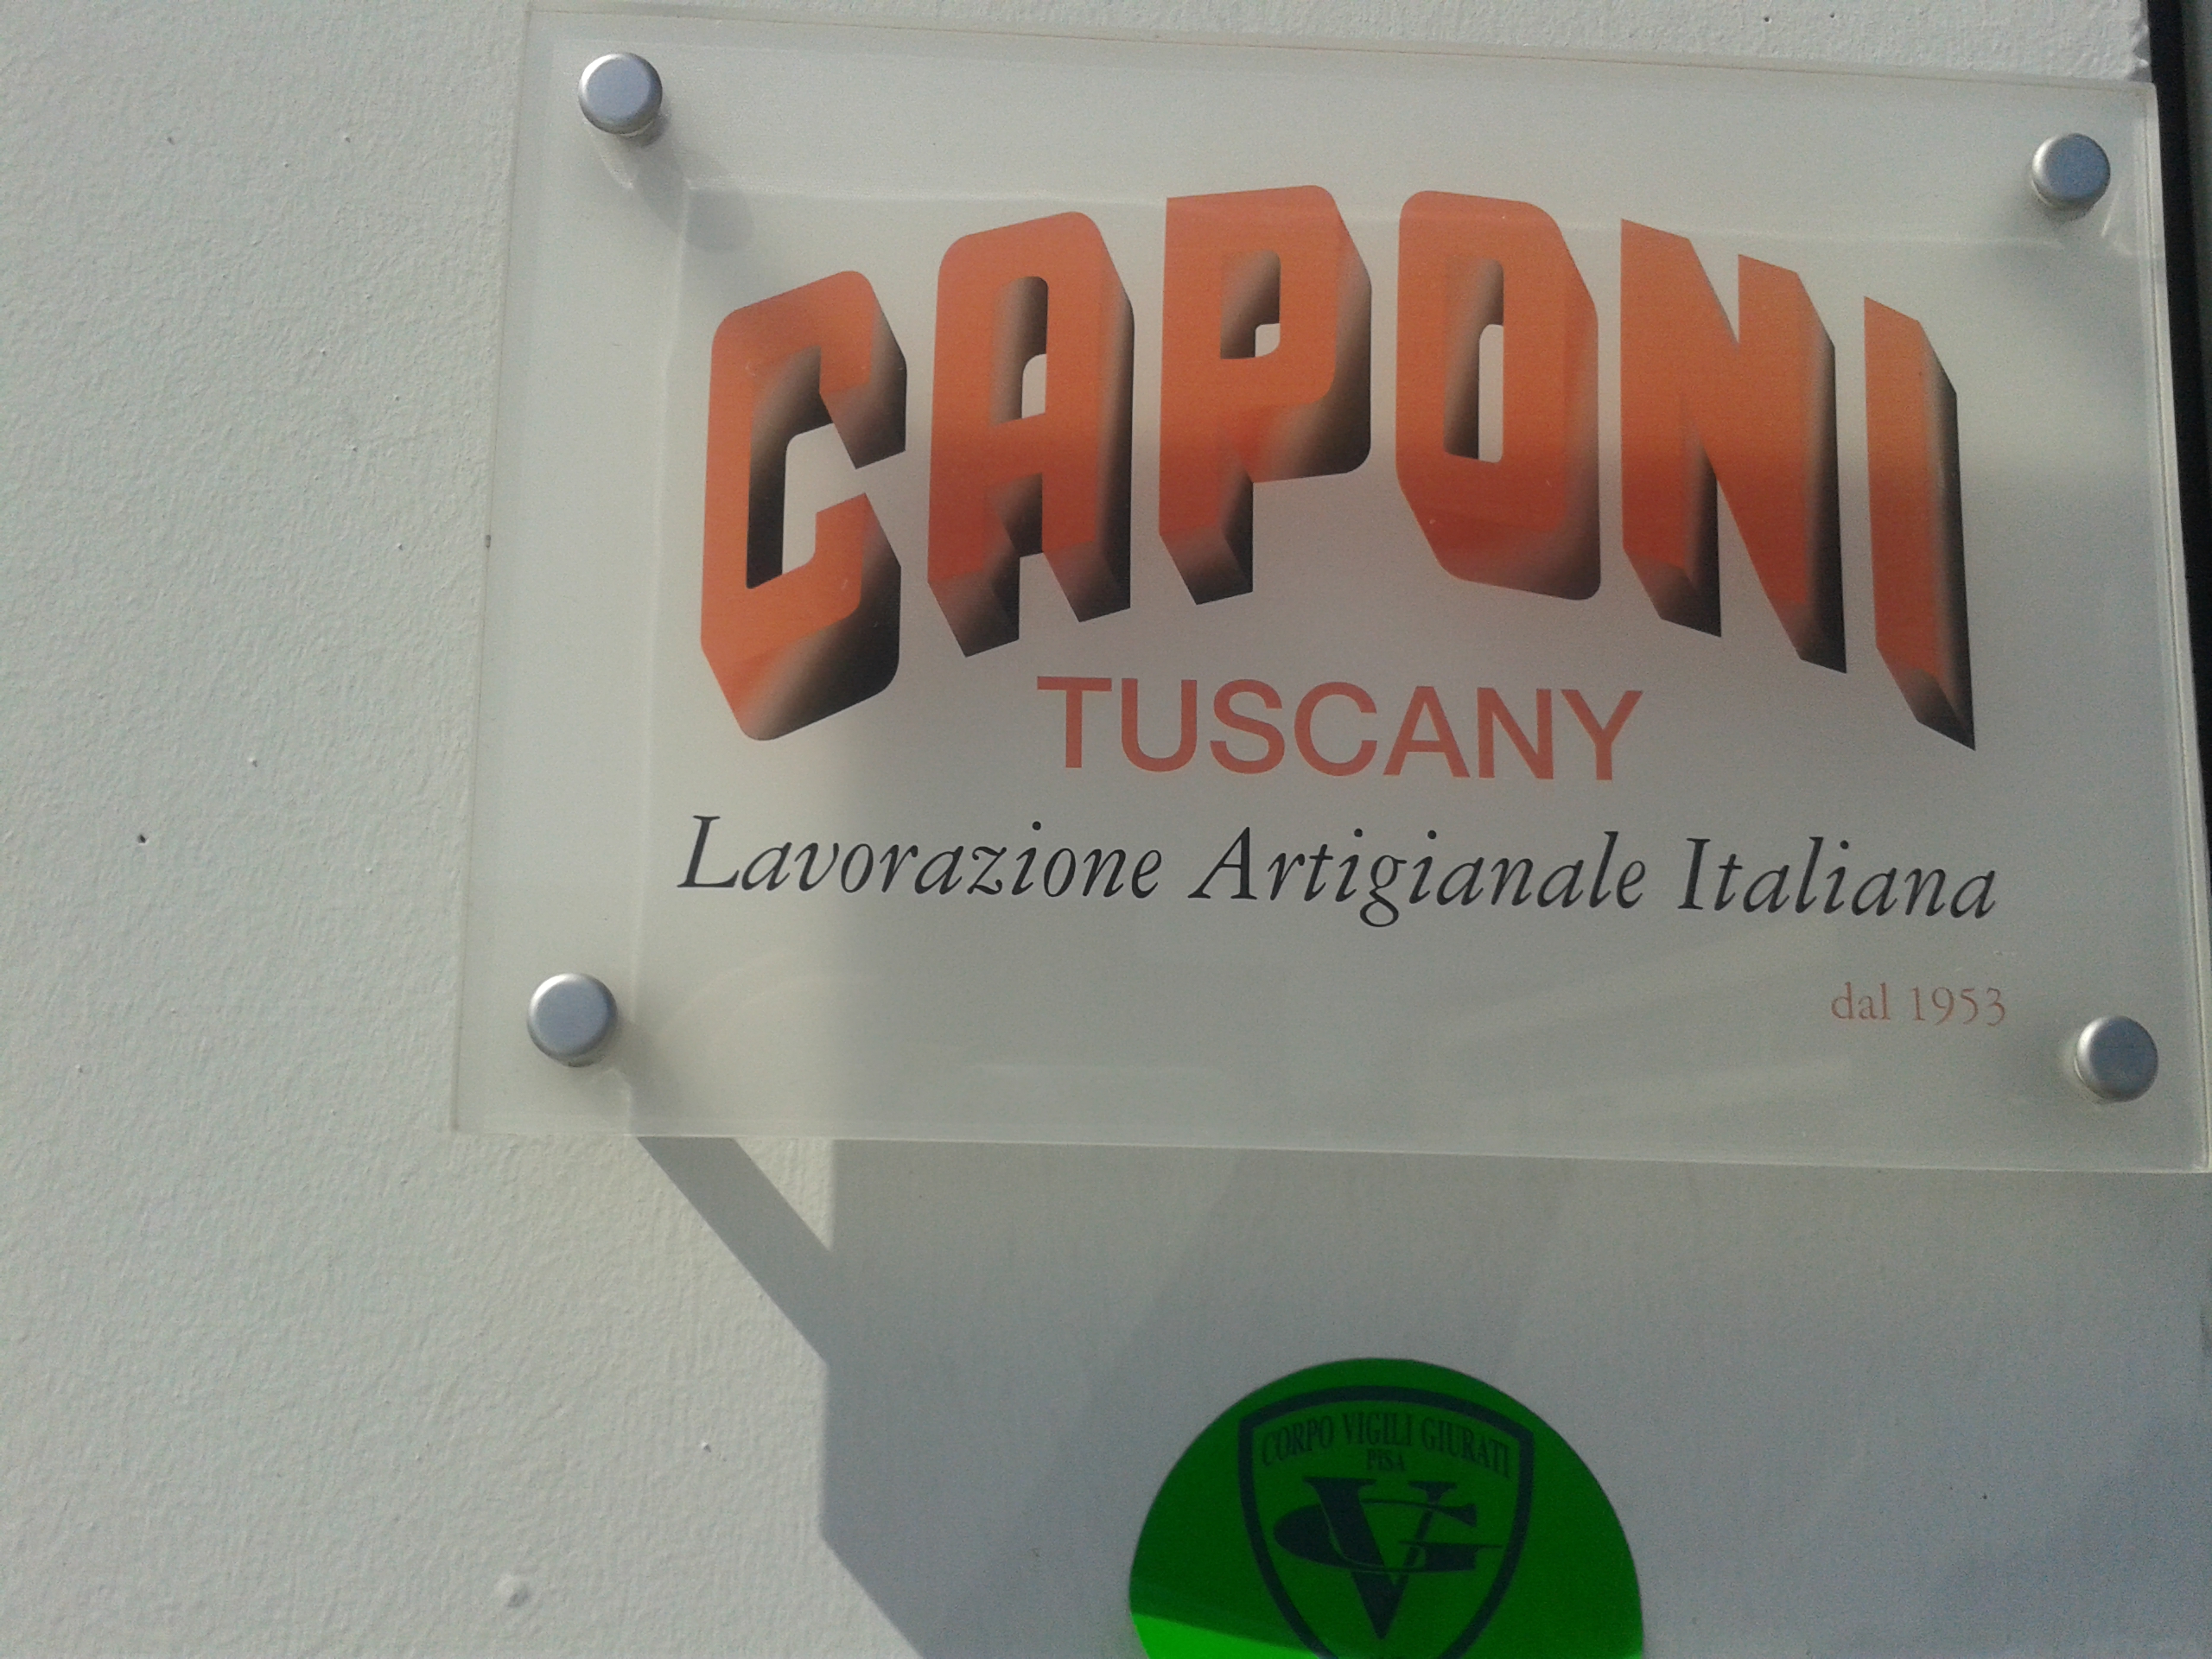 CAPONI
TUSCANY
Lavorazione Artigianale Italiana
dal 1953
CORPO VIGILI GIURATI
PISA
VG